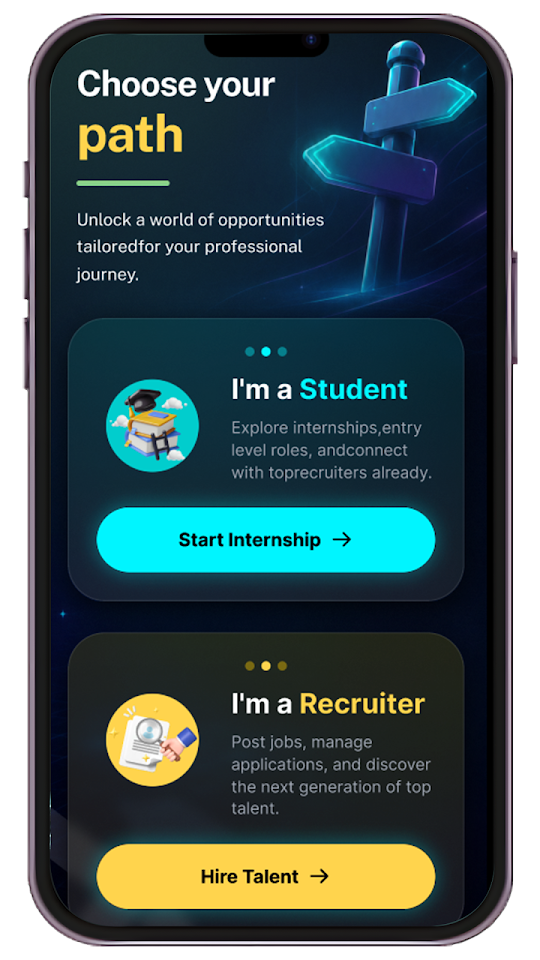 Choose your
path
Unlock a world of opportunities
tailoredfor your professional
journey.
I'm a Student
Explore internships,entry
level roles, andconnect
with toprecruiters already.
Start Internship →
I'm a Recruiter
Post jobs, manage
applications, and discover
the next generation of top
talent.
Hire Talent →